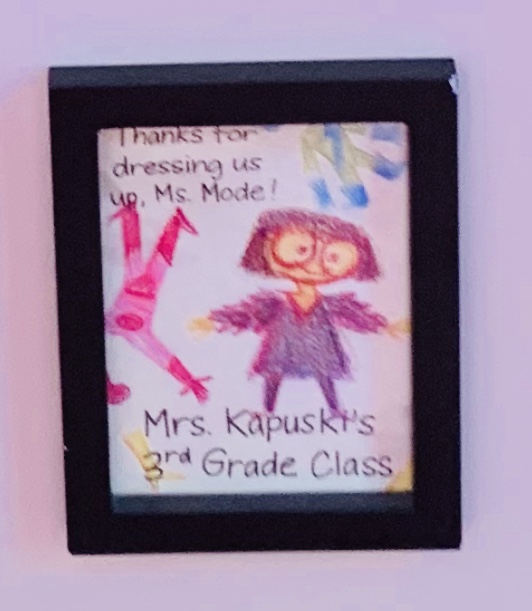 Thanks for
dressing us
up, Ms. Mode!
Mrs. Kapuski's
3rd Grade Class